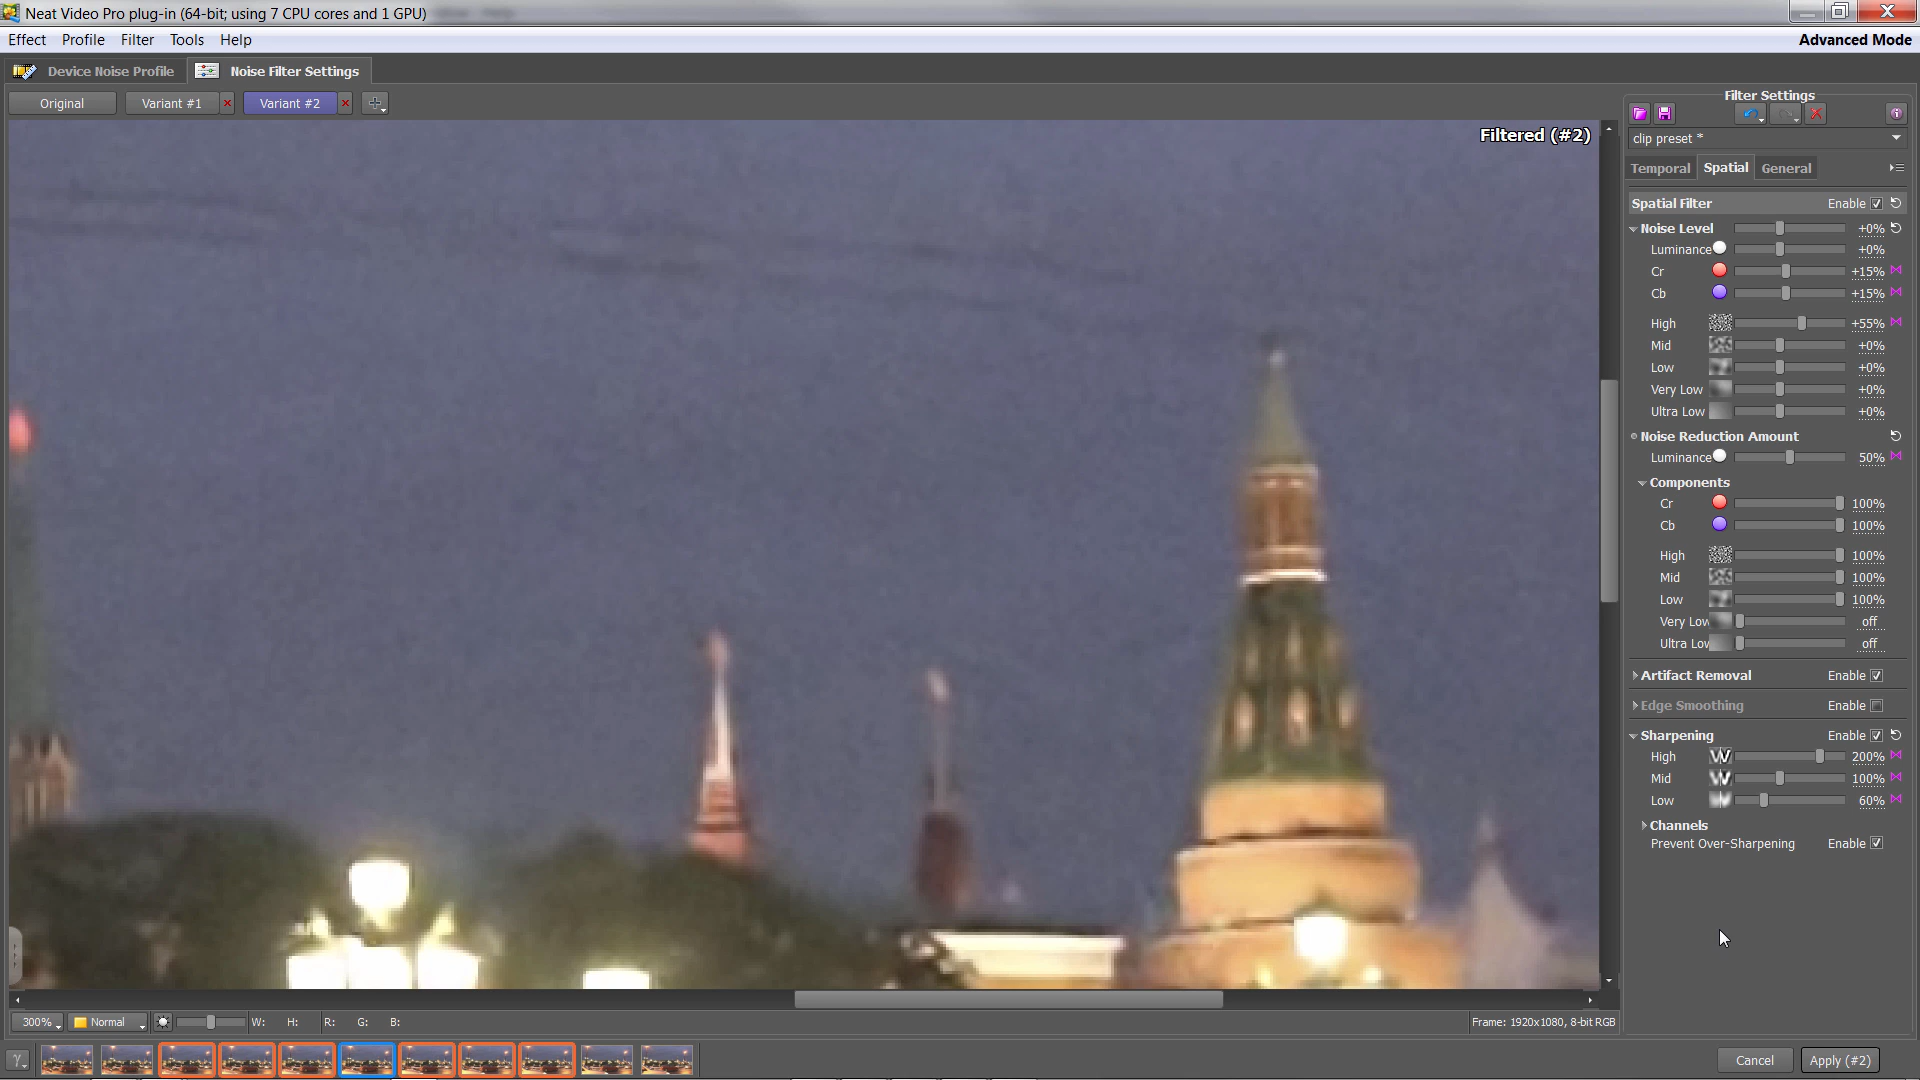 Neat Video Pro plug-in (64-bit; using 7 CPU cores and 1 GPU)
Effect Profile Filter Tools Help Advanced Mode
Device Noise Profile Noise Filter Settings
Original Variant #1 Variant #2
Filtered (#2)
Filter Settings
clip preset *
Temporal Spatial General
Spatial Filter Enable
Noise Level +0%
Luminance +0%
Cr +15%
Cb +15%
High +55%
Mid +0%
Low +0%
Very Low +0%
Ultra Low +0%
Noise Reduction Amount
Luminance 50%
Components
Cr 100%
Cb 100%
High 100%
Mid 100%
Low 100%
Very Low off
Ultra Low off
Artifact Removal Enable
Edge Smoothing Enable
Sharpening Enable
High W 200%
Mid W 100%
Low W 60%
Channels
Prevent Over-Sharpening Enable
300% Normal W: H: R: G: B: Frame: 1920x1080, 8-bit RGB
γ Cancel Apply (#2)